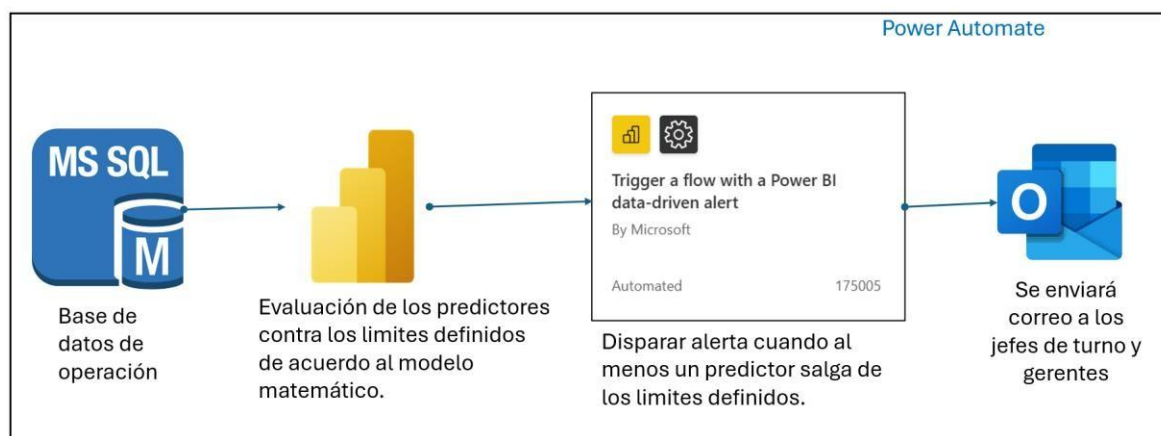 Power Automate
MS SQL
M
Base de
datos de
operación
Evaluación de los predictores
contra los limites definidos
de acuerdo al modelo
matemático.
Trigger a flow with a Power BI
data-driven alert
By Microsoft
Automated 175005
Disparar alerta cuando al
menos un predictor salga de
los limites definidos.
O
Se enviará
correo a los
jefes de turno y
gerentes